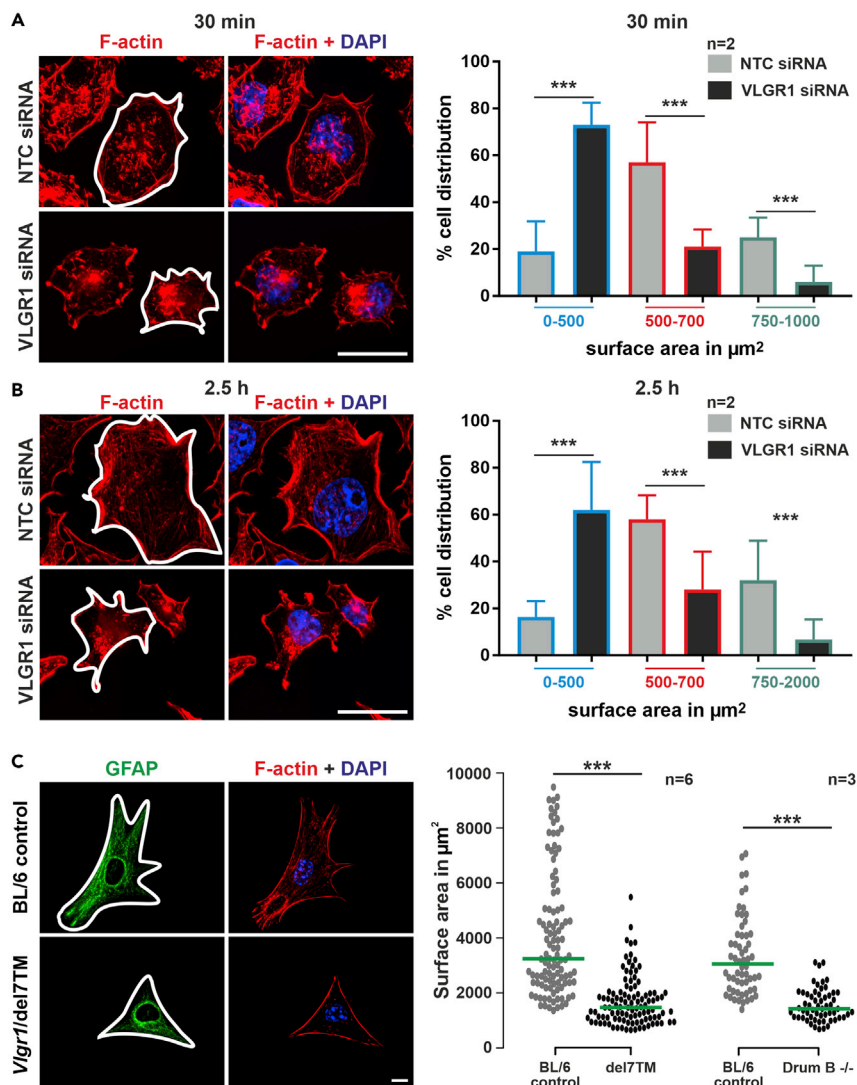 A
30 min
F-actin
F-actin + DAPI
NTC siRNA
VLGR1 siRNA
30 min
n=2
NTC siRNA
VLGR1 siRNA
***
***
***
% cell distribution
100
80
60
40
20
0
0-500
500-700
750-1000
surface area in µm²
B
2.5 h
F-actin
F-actin + DAPI
NTC siRNA
VLGR1 siRNA
2.5 h
n=2
NTC siRNA
VLGR1 siRNA
***
***
***
% cell distribution
100
80
60
40
20
0
0-500
500-700
750-2000
surface area in µm²
C
GFAP
F-actin + DAPI
BL/6 control
Vlgr1/del7TM
Surface area in µm²
10000
8000
6000
4000
2000
0
***
n=6
***
n=3
BL/6 control
del7TM
BL/6 control
Drum B -/-